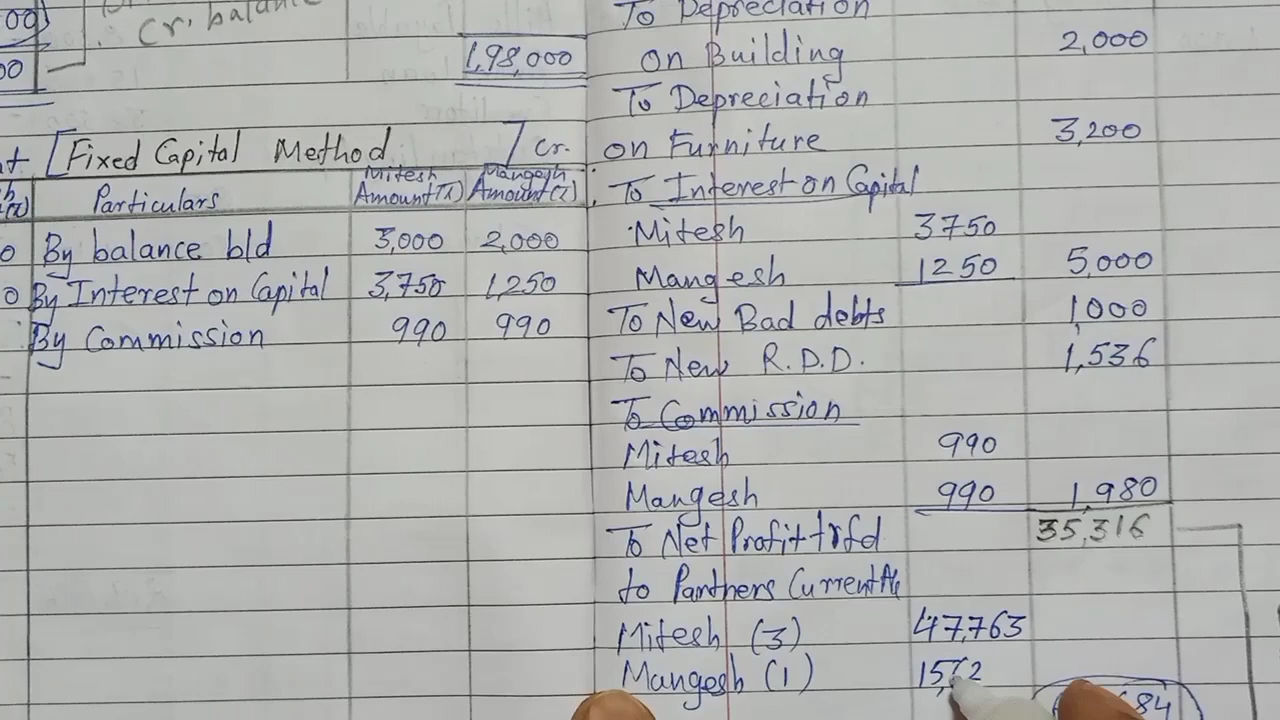 00
Cr. balance
00
1,98,000
[Fixed Capital Method ] Cr.
Particulars Mitesh Amount(₹) Mangesh Amount(₹)
By balance b/d 3,000 2,000
By Interest on Capital 3,750 1,250
By Commission 990 990
To Depreciation
on Building 2,000
To Depreciation
on Furniture 3,200
To Interest on Capital
Mitesh 3750
Mangesh 1250 5,000
To New Bad debts 1,000
To New R.D.D. 1,536
To Commission
Mitesh 990
Mangesh 990 1,980
To Net Profit trfd 35,316
to Partners Current A/c
Mitesh (3) 47,763
Mangesh (1)
84